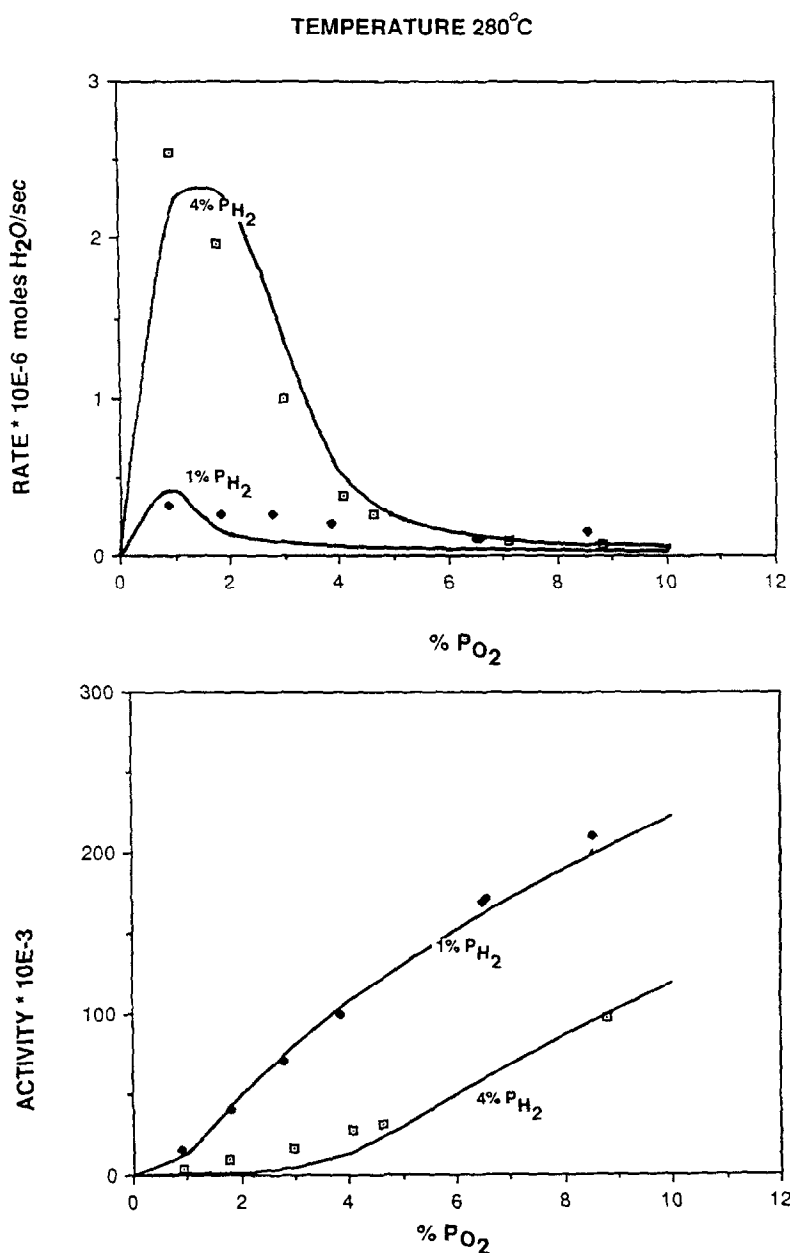 TEMPERATURE 280°C
3
2
1
0
RATE * 10E-6 moles H2O/sec
4% PH2
1% PH2
0 2 4 6 8 10 12
% PO2
300
200
100
0
ACTIVITY * 10E-3
1% PH2
4% PH2
0 2 4 6 8 10 12
% PO2